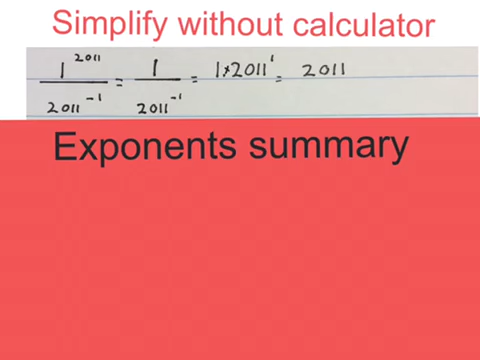 Simplify without calculator
1^2011 / 2011^-1 = 1 / 2011^-1 = 1×2011^1 = 2011
Exponents summary